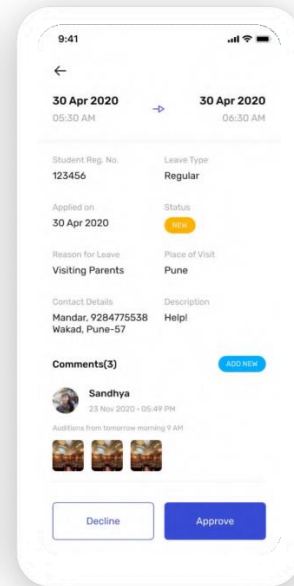 9:41
30 Apr 2020 30 Apr 2020
05:30 AM 06:30 AM
Student Reg. No. Leave Type
123456 Regular
Applied on Status
30 Apr 2020 NEW
Reason for Leave Place of Visit
Visiting Parents Pune
Contact Details Description
Mandar, 9284775538 Help!
Wakad, Pune-57
Comments(3) ADD NEW
Sandhya
23 Nov 2020 - 05:49 PM
Auditions from tomorrow morning 9 AM
Decline Approve